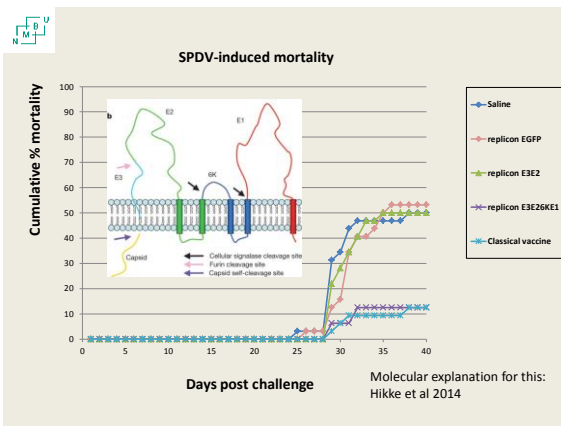 N M B U
SPDV-induced mortality
Cumulative % mortality
100
90
80
70
60
50
40
30
20
10
0
b
E2
E1
E3
6K
Capsid
Cellular signalase cleavage site
Furin cleavage site
Capsid self-cleavage site
0 5 10 15 20 25 30 35 40
Days post challenge
Saline
replicon EGFP
replicon E3E2
replicon E3E26KE1
Classical vaccine
Molecular explanation for this:
Hikke et al 2014